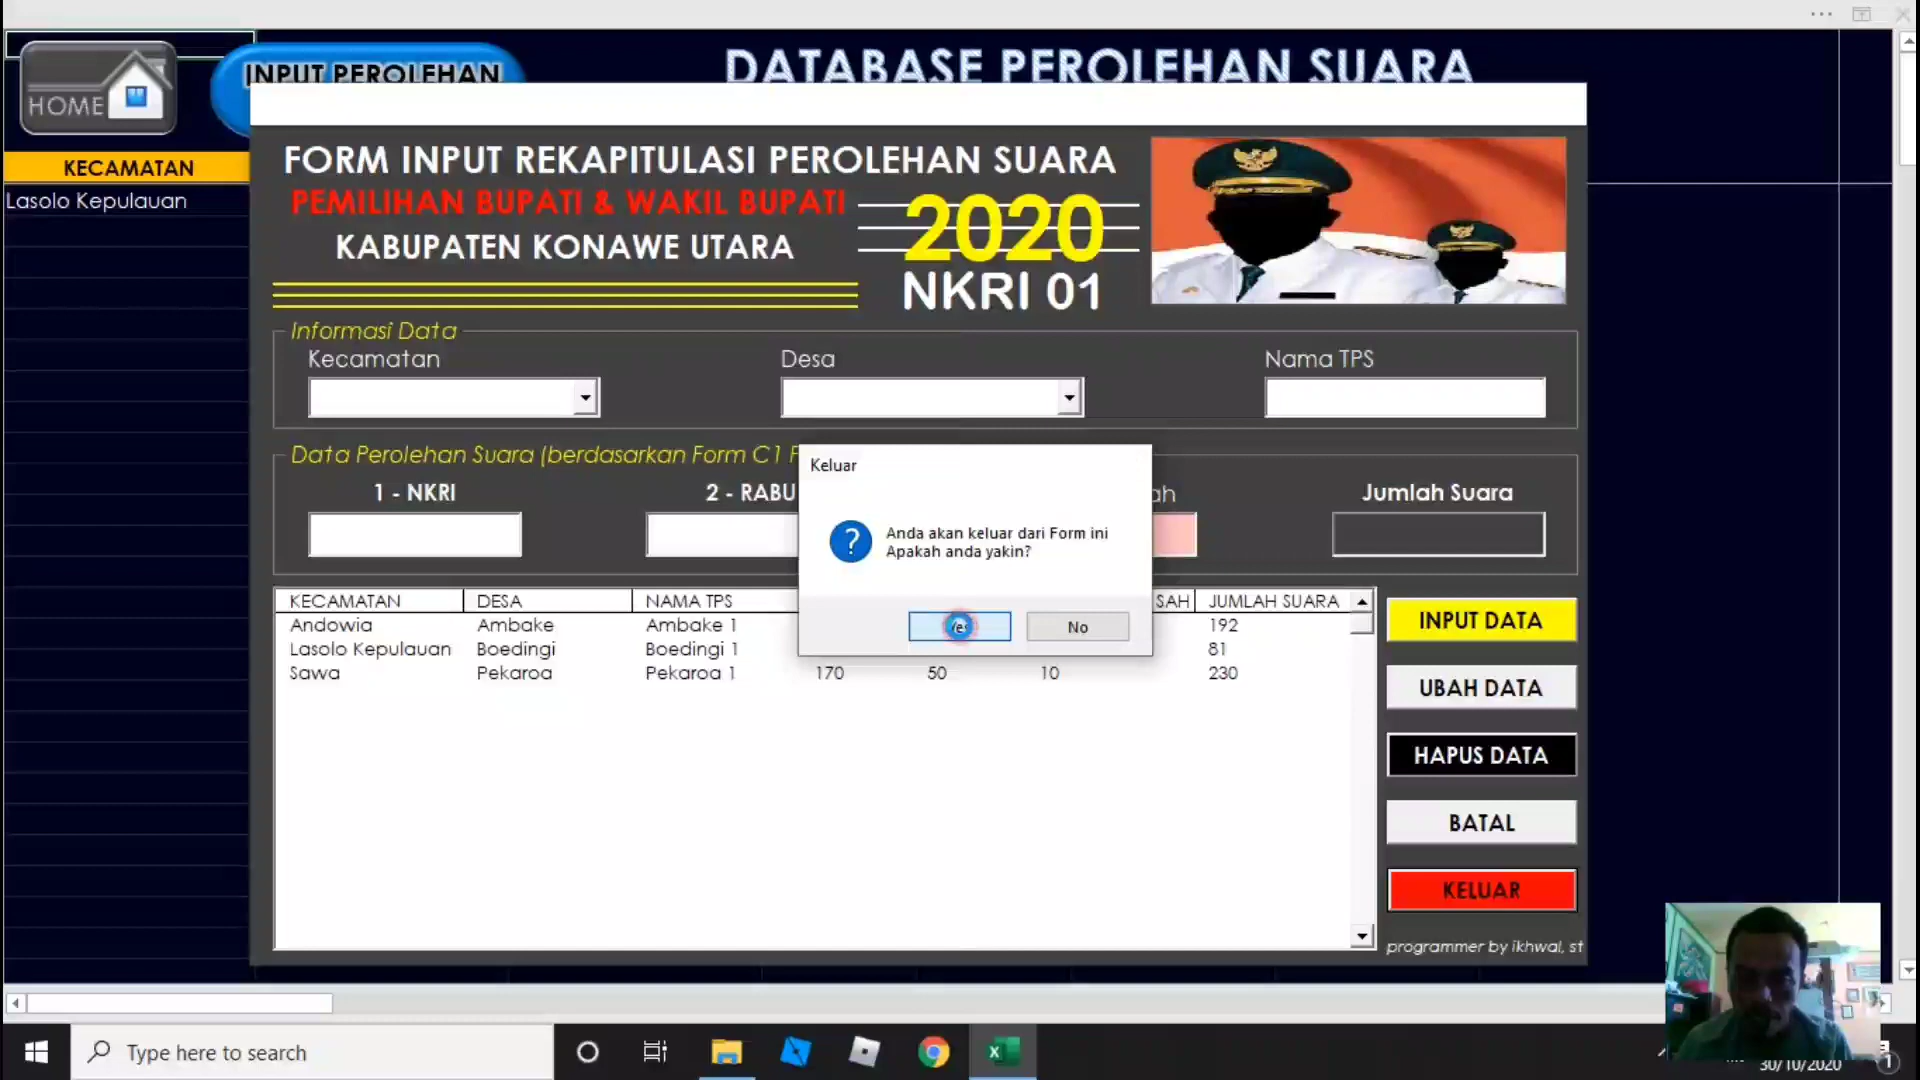 HOME
INPUT PEROLEHAN
DATABASE PEROLEHAN SUARA
KECAMATAN
Lasolo Kepulauan
FORM INPUT REKAPITULASI PEROLEHAN SUARA
PEMILIHAN BUPATI & WAKIL BUPATI
2020
KABUPATEN KONAWE UTARA
NKRI 01
Informasi Data
Kecamatan Desa Nama TPS
Data Perolehan Suara (berdasarkan Form C1
1 - NKRI 2 - RABU Jumlah Suara
Keluar
Anda akan keluar dari Form ini
Apakah anda yakin?
Yes No
KECAMATAN DESA NAMA TPS SAH JUMLAH SUARA
Andowia Ambake Ambake 1 192
Lasolo Kepulauan Boedingi Boedingi 1 81
Sawa Pekaroa Pekaroa 1 170 50 10 230
INPUT DATA
UBAH DATA
HAPUS DATA
BATAL
KELUAR
programmer by ikhwal, st
Type here to search
30/10/2020
1